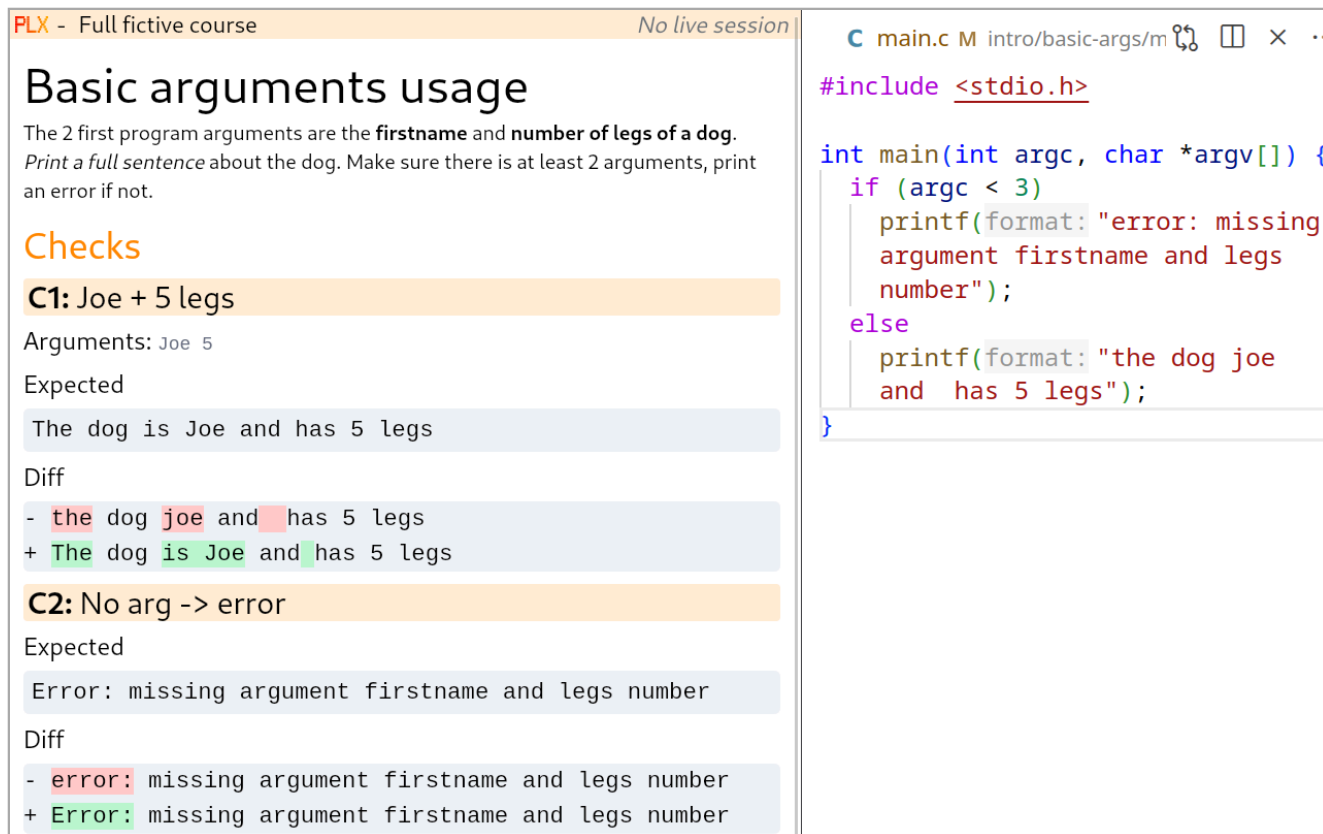 PLX - Full fictive course
No live session
Basic arguments usage
The 2 first program arguments are the firstname and number of legs of a dog.
Print a full sentence about the dog. Make sure there is at least 2 arguments, print
an error if not.
Checks
C1: Joe + 5 legs
Arguments: Joe 5
Expected
The dog is Joe and has 5 legs
Diff
- the dog joe and  has 5 legs
+ The dog is Joe and has 5 legs
C2: No arg -> error
Expected
Error: missing argument firstname and legs number
Diff
- error: missing argument firstname and legs number
+ Error: missing argument firstname and legs number
C main.c M intro/basic-args/m
#include <stdio.h>
int main(int argc, char *argv[]) {
if (argc < 3)
printf(format: "error: missing
argument firstname and legs
number");
else
printf(format: "the dog joe
and  has 5 legs");
}